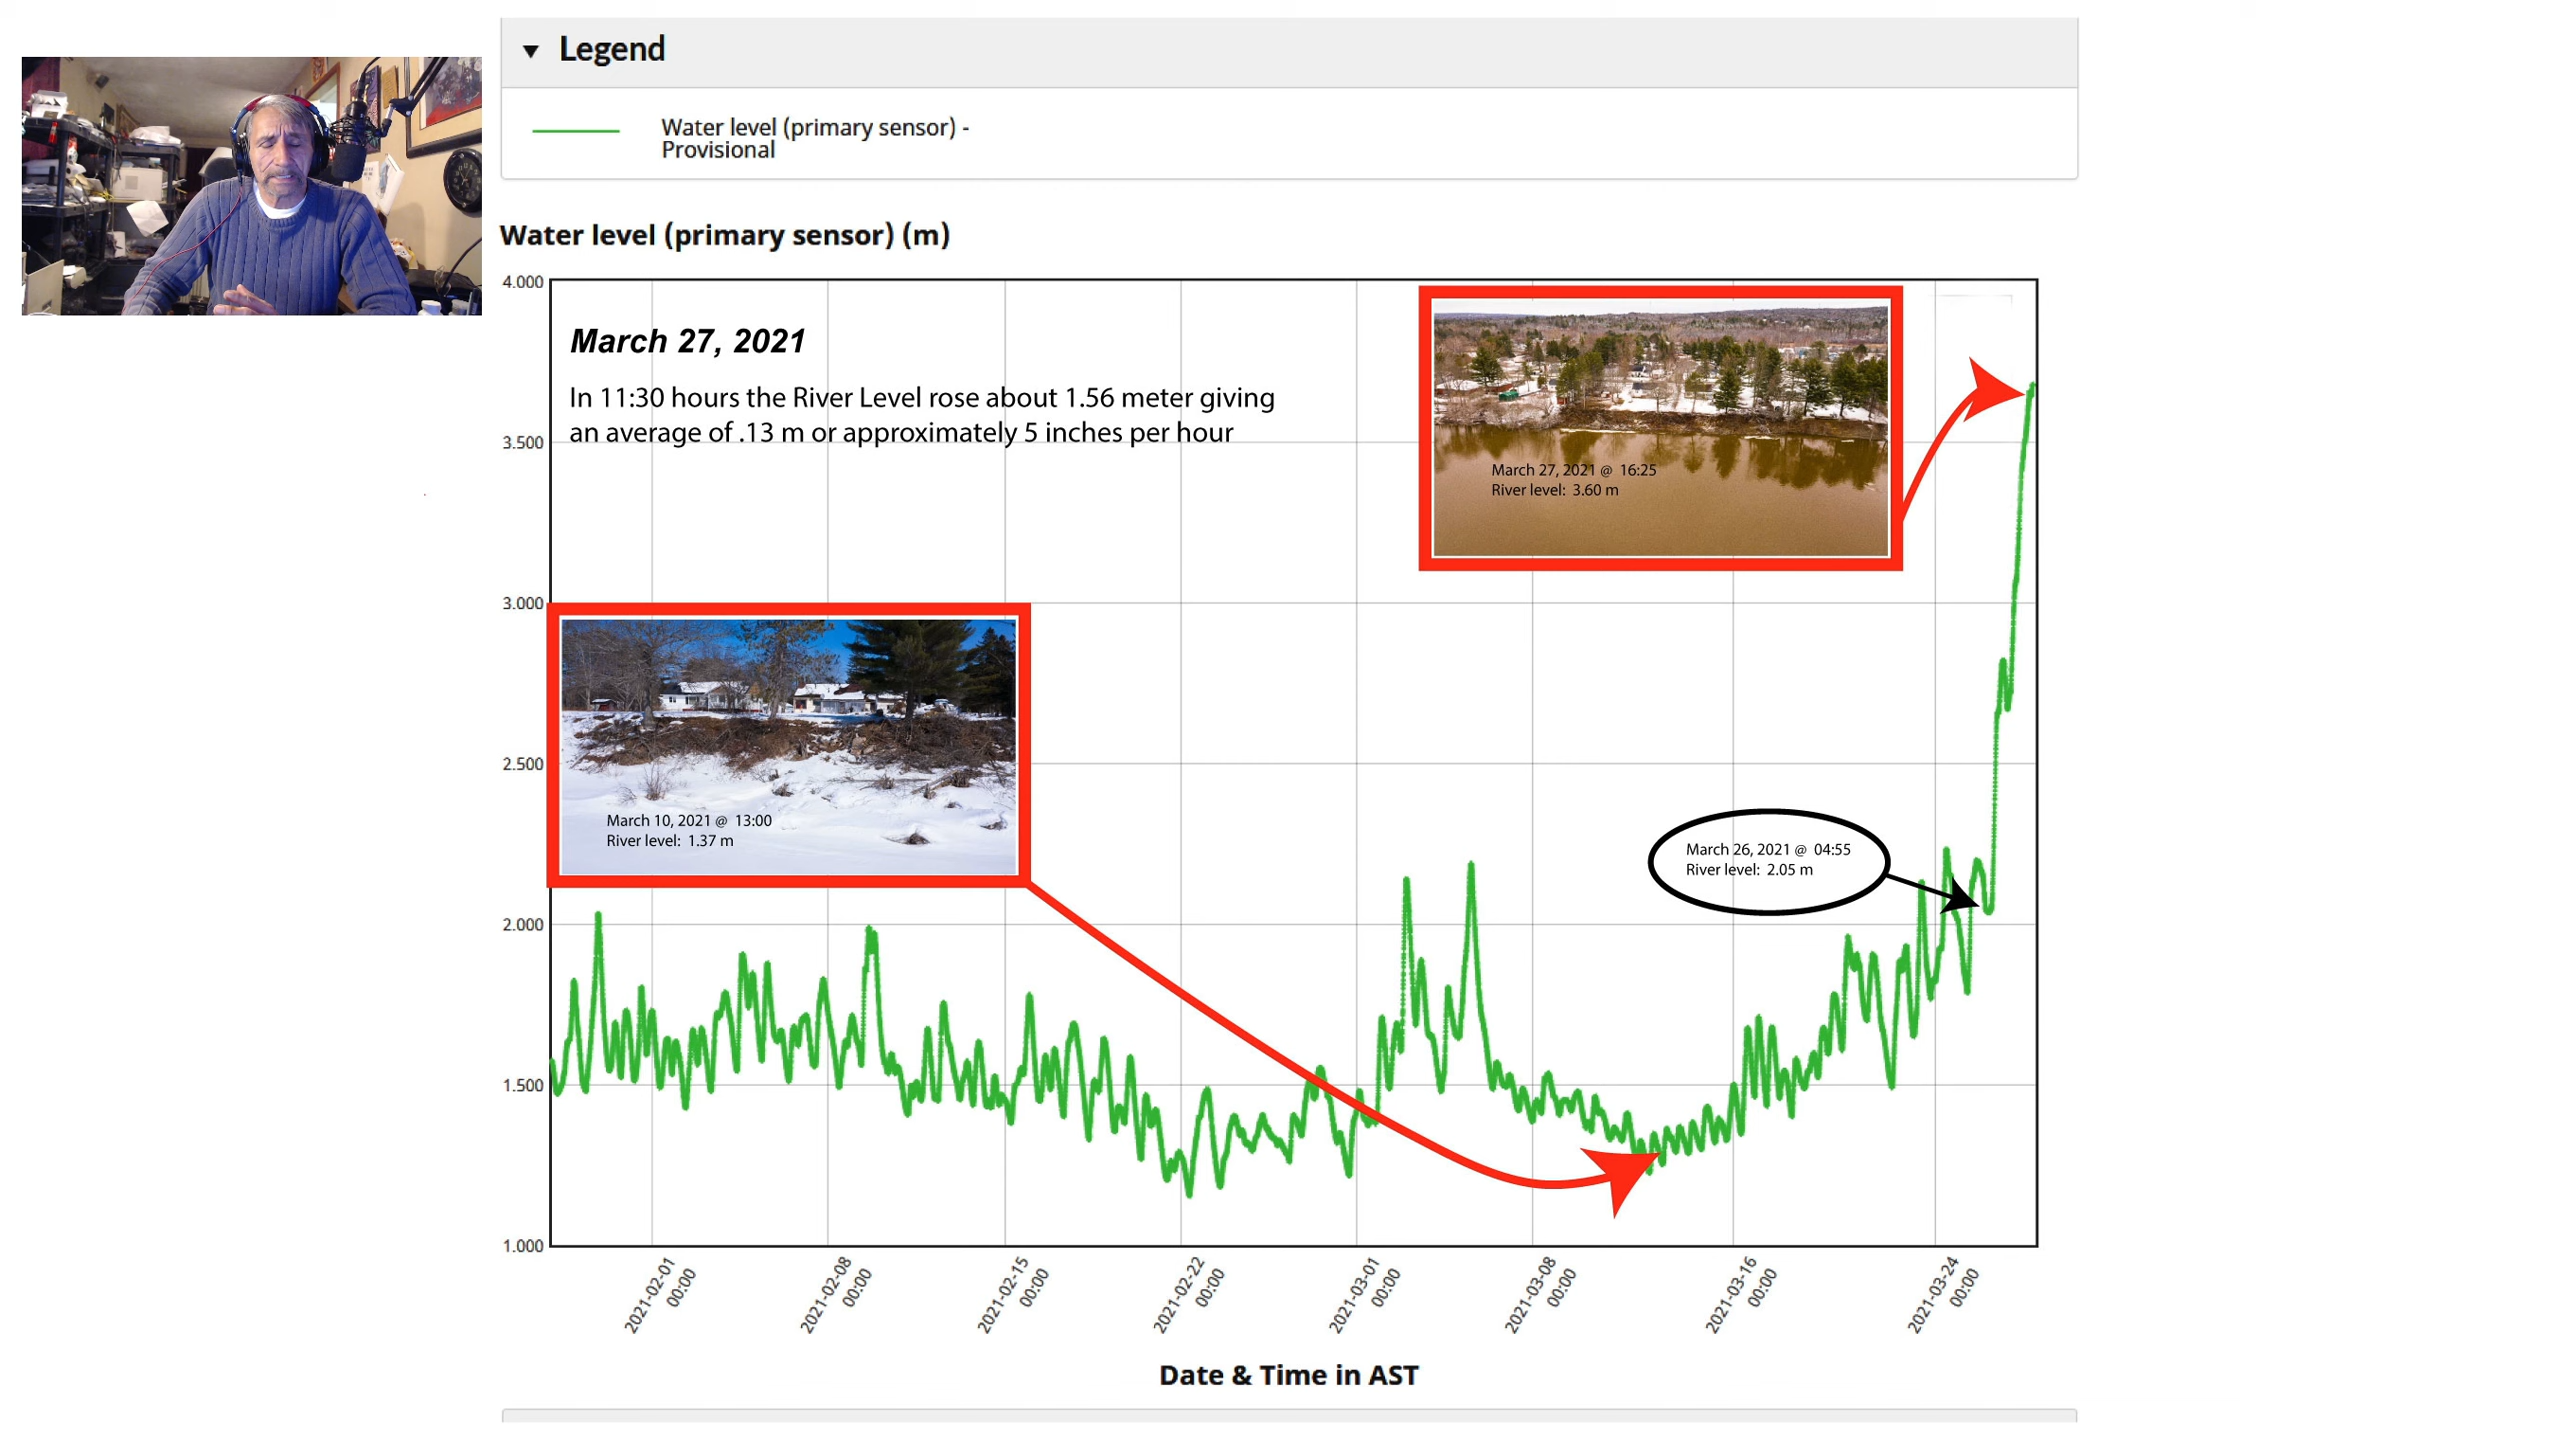 ▼ Legend
Water level (primary sensor) -
Provisional
Water level (primary sensor) (m)
4.000
March 27, 2021
In 11:30 hours the River Level rose about 1.56 meter giving
an average of .13 m or approximately 5 inches per hour
3.500
March 27, 2021 @ 16:25
River level: 3.60 m
3.000
2.500
March 10, 2021 @ 13:00
River level: 1.37 m
March 26, 2021 @ 04:55
River level: 2.05 m
2.000
1.500
1.000
2021-02-01
00:00
2021-02-08
00:00
2021-02-15
00:00
2021-02-22
00:00
2021-03-01
00:00
2021-03-08
00:00
2021-03-16
00:00
2021-03-24
00:00
Date & Time in AST